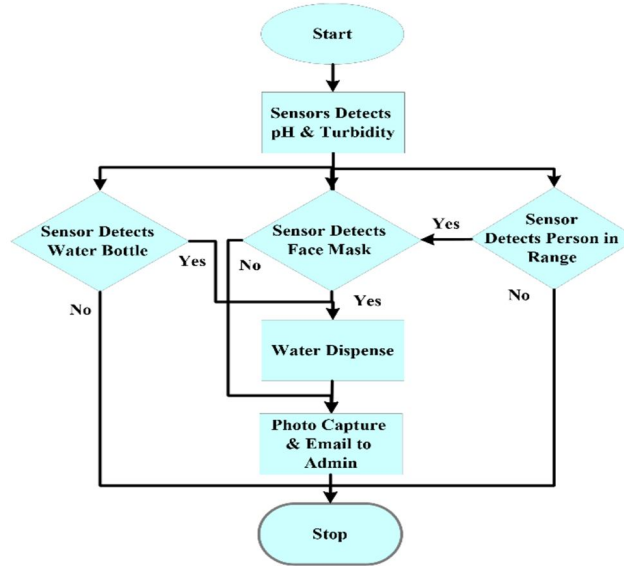 Start
Sensors Detects
pH & Turbidity
Sensor Detects
Water Bottle
Yes
No
Sensor Detects
Face Mask
Yes
Sensor
Detects Person in
Range
No
Yes
No
Water Dispense
Photo Capture
& Email to
Admin
Stop